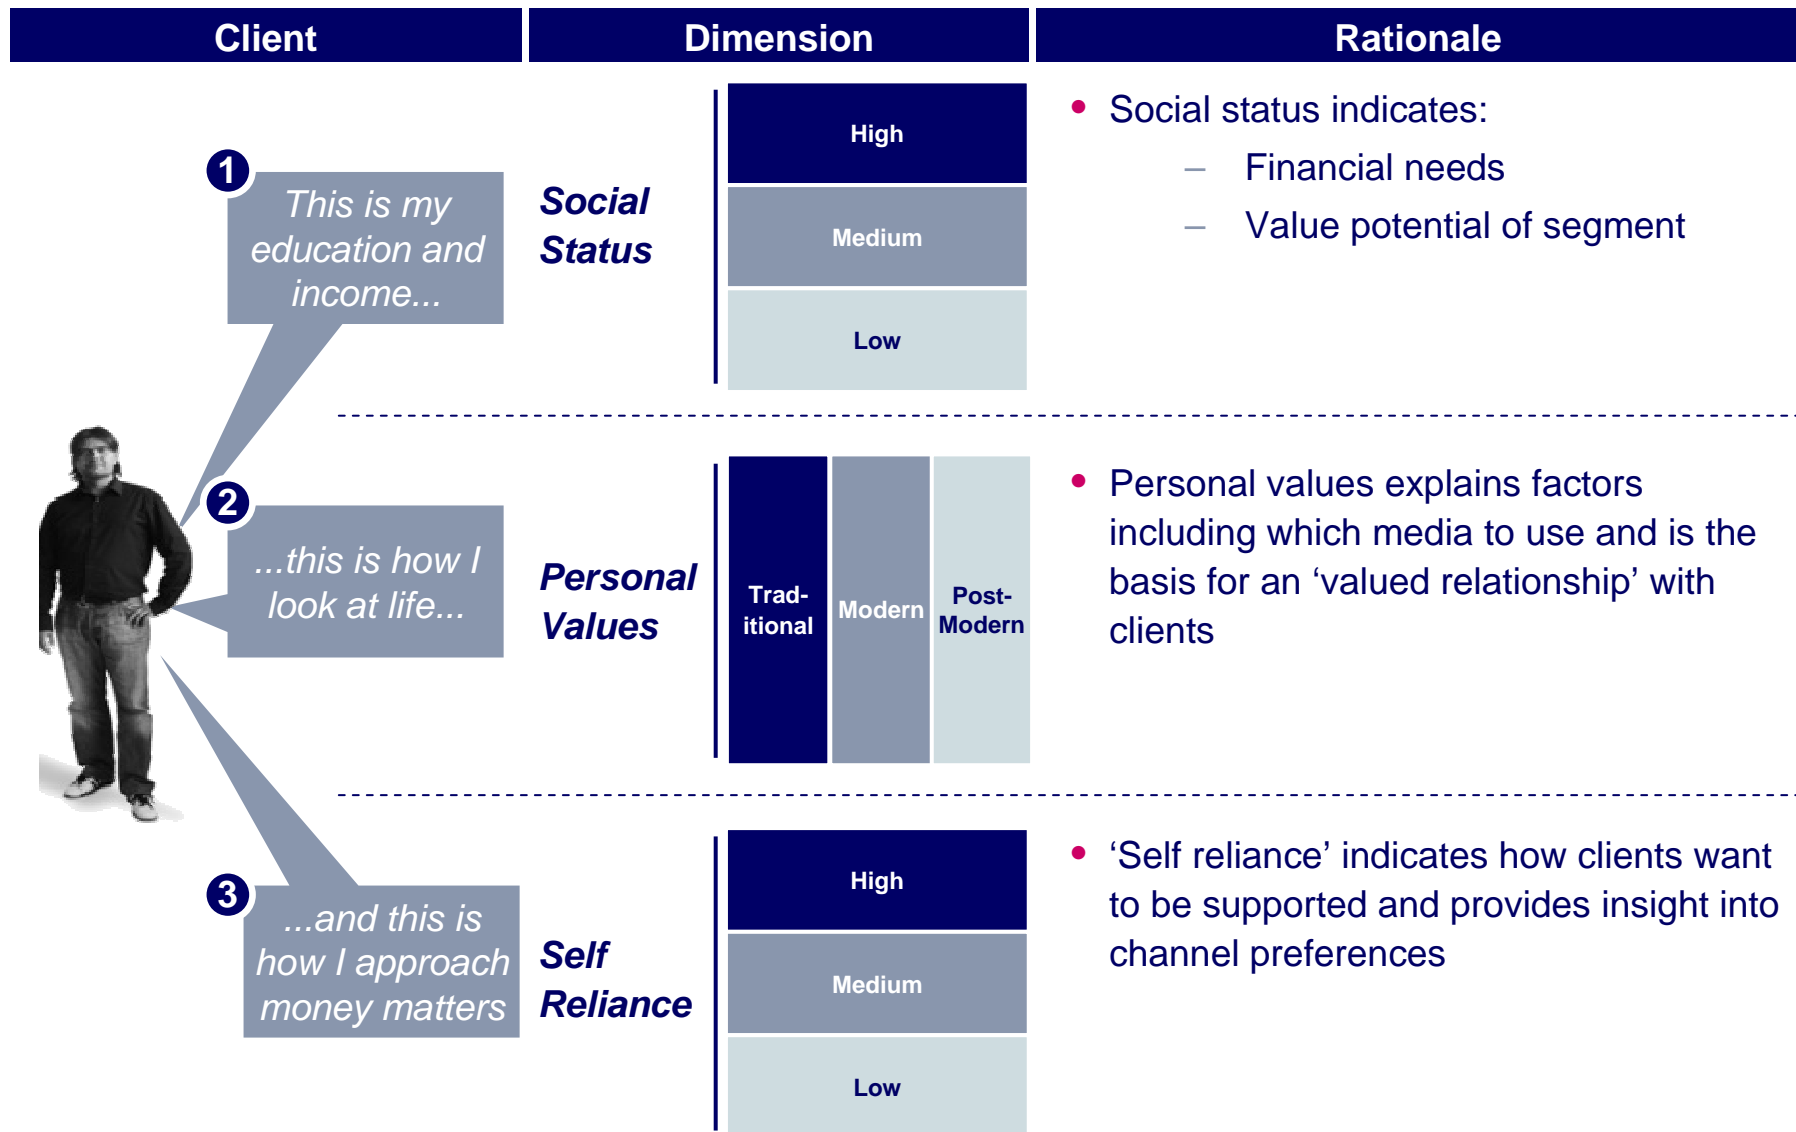 Client
Dimension
Rationale
1
This is my
education and
income...
Social
Status
High
Medium
Low
• Social status indicates:
– Financial needs
– Value potential of segment
2
...this is how I
look at life...
Personal
Values
Trad-
itional
Modern
Post-
Modern
• Personal values explains factors
including which media to use and is the
basis for an ‘valued relationship’ with
clients
3
...and this is
how I approach
money matters
Self
Reliance
High
Medium
Low
• ‘Self reliance’ indicates how clients want
to be supported and provides insight into
channel preferences